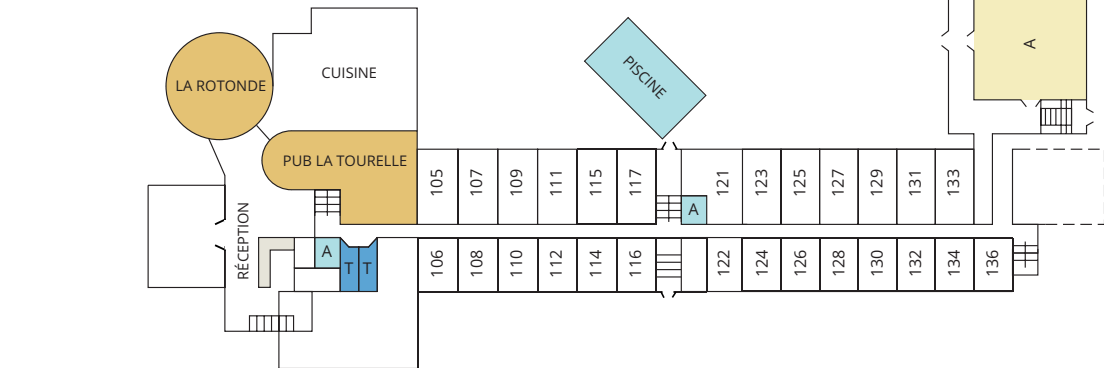 A
LA ROTONDE
CUISINE
PISCINE
PUB LA TOURELLE
105
107
109
111
115
117
121
123
125
127
129
131
133
A
RÉCEPTION
A
T
T
106
108
110
112
114
116
122
124
126
128
130
132
134
136